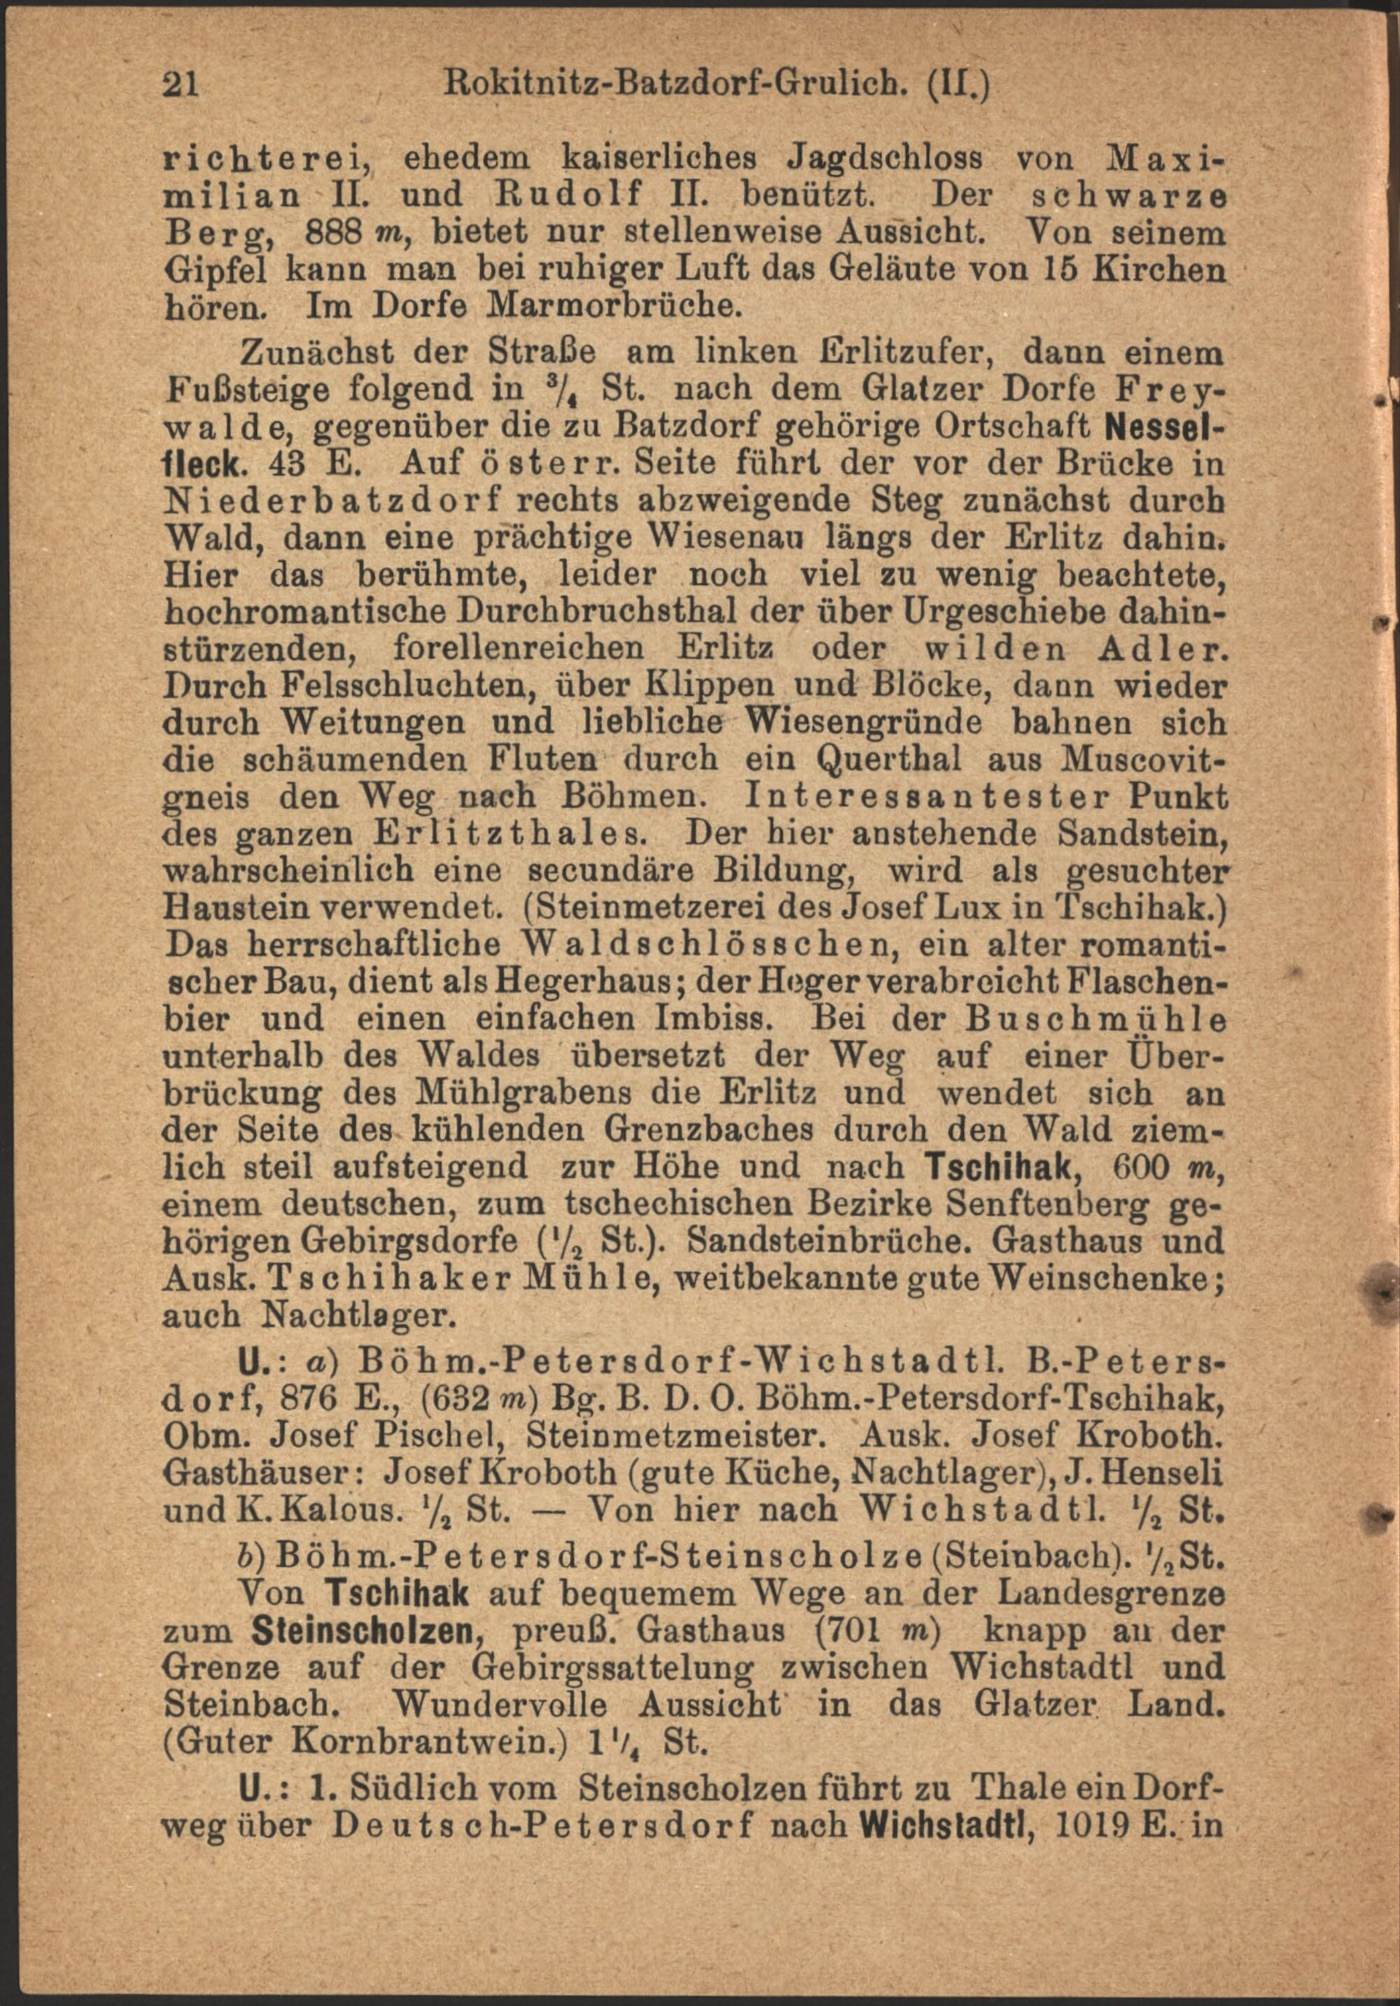 21 Rokitnitz-Batzdorf-Grulich. (II.)
richterei, ehedem kaiserliches Jagdschloss von Maxi-
milian II. und Rudolf II. benützt. Der schwarze
Berg, 888 m, bietet nur stellenweise Aussicht. Von seinem
Gipfel kann man bei ruhiger Luft das Geläute von 15 Kirchen
hören. Im Dorfe Marmorbrüche.
Zunächst der Straße am linken Erlitzufer, dann einem
Fußsteige folgend in ¾ St. nach dem Glatzer Dorfe Frey-
walde, gegenüber die zu Batzdorf gehörige Ortschaft Nessel-
fleck. 43 E. Auf österr. Seite führt der vor der Brücke in
Niederbatzdorf rechts abzweigende Steg zunächst durch
Wald, dann eine prächtige Wiesenau längs der Erlitz dahin.
Hier das berühmte, leider noch viel zu wenig beachtete,
hochromantische Durchbruchsthal der über Urgeschiebe dahin-
stürzenden, forellenreichen Erlitz oder wilden Adler.
Durch Felsschluchten, über Klippen und Blöcke, dann wieder
durch Weitungen und liebliche Wiesengründe bahnen sich
die schäumenden Fluten durch ein Querthal aus Muscovit-
gneis den Weg nach Böhmen. Interessantester Punkt
des ganzen Erlitzthales. Der hier anstehende Sandstein,
wahrscheinlich eine secundäre Bildung, wird als gesuchter
Haustein verwendet. (Steinmetzerei des Josef Lux in Tschihak.)
Das herrschaftliche Waldschlösschen, ein alter romanti-
scher Bau, dient als Hegerhaus; der Heger verabreicht Flaschen-
bier und einen einfachen Imbiss. Bei der Buschmühle
unterhalb des Waldes übersetzt der Weg auf einer Über-
brückung des Mühlgrabens die Erlitz und wendet sich an
der Seite des kühlenden Grenzbaches durch den Wald ziem-
lich steil aufsteigend zur Höhe und nach Tschihak, 600 m,
einem deutschen, zum tschechischen Bezirke Senftenberg ge-
hörigen Gebirgsdorfe (½ St.). Sandsteinbrüche. Gasthaus und
Ausk. Tschihaker Mühle, weitbekannte gute Weinschenke;
auch Nachtlager.
U.: a) Böhm.-Petersdorf-Wichstadtl. B.-Peters-
dorf, 876 E., (632 m) Bg. B. D. O. Böhm.-Petersdorf-Tschihak,
Obm. Josef Pischel, Steinmetzmeister. Ausk. Josef Kroboth.
Gasthäuser: Josef Kroboth (gute Küche, Nachtlager), J. Henseli
und K. Kalous. ½ St. — Von hier nach Wichstadtl. ½ St.
b) Böhm.-Petersdorf-Steinscholze (Steinbach). ½ St.
Von Tschihak auf bequemem Wege an der Landesgrenze
zum Steinscholzen, preuß. Gasthaus (701 m) knapp an der
Grenze auf der Gebirgssattelung zwischen Wichstadtl und
Steinbach. Wundervolle Aussicht in das Glatzer Land.
(Guter Kornbrantwein.) 1¼ St.
U.: 1. Südlich vom Steinscholzen führt zu Thale ein Dorf-
weg über Deutsch-Petersdorf nach Wichstadtl, 1019 E. in